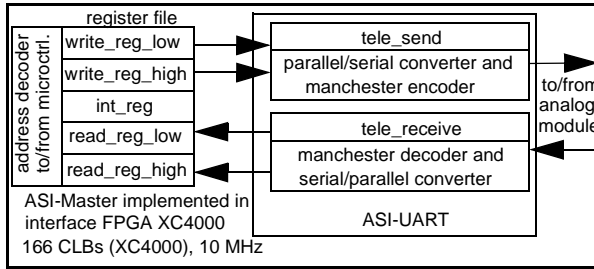 register file
address decoder
to/from microctrl.
write_reg_low
write_reg_high
int_reg
read_reg_low
read_reg_high
tele_send
parallel/serial converter and
manchester encoder
tele_receive
manchester decoder and
serial/parallel converter
ASI-UART
to/from
analog
module
ASI-Master implemented in
interface FPGA XC4000
166 CLBs (XC4000), 10 MHz